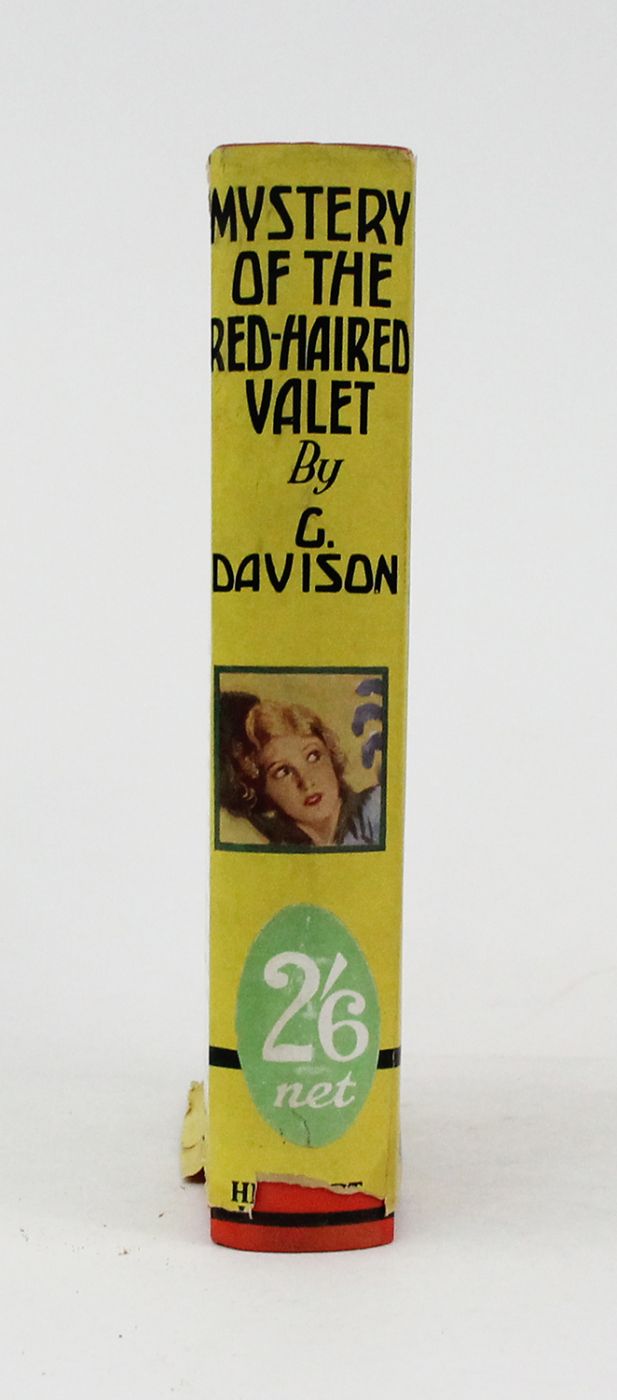 MYSTERY
OF THE
RED-HAIRED
VALET
By
G.
DAVISON
2'6
net